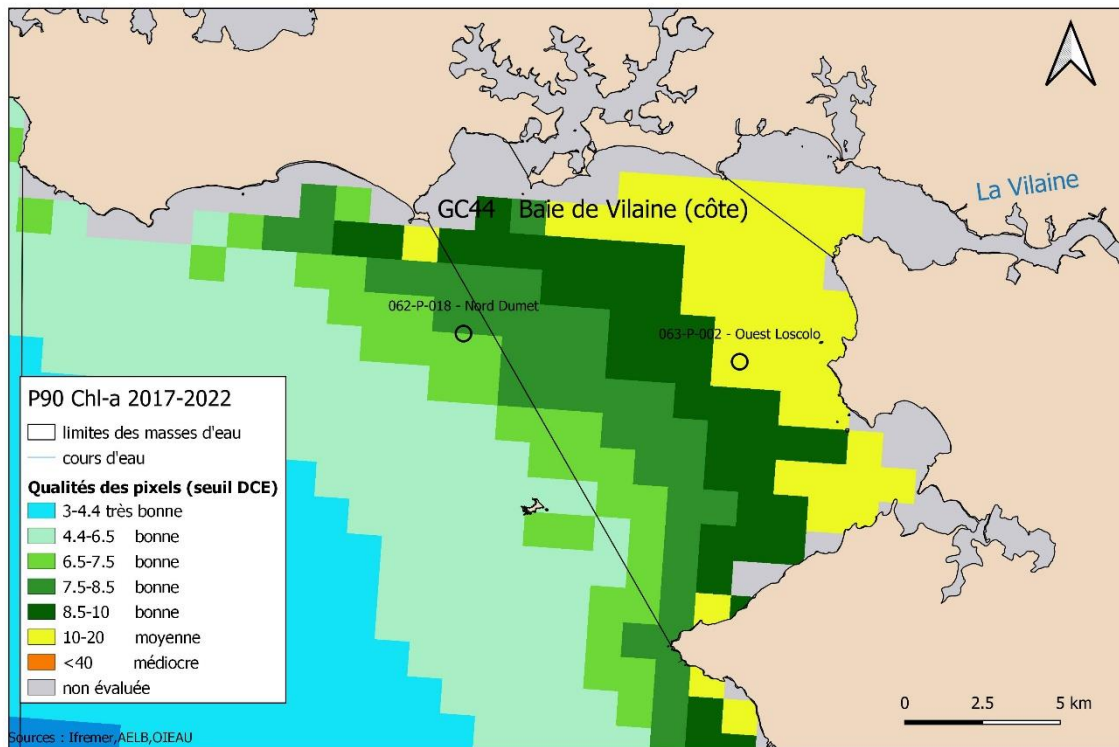 La Vilaine
GC44 Baie de Vilaine (côte)
062-P-018 - Nord Dumet
063-P-002 - Ouest Loscolo
P90 Chl-a 2017-2022
limites des masses d'eau
cours d'eau
Qualités des pixels (seuil DCE)
3-4.4 très bonne
4.4-6.5 bonne
6.5-7.5 bonne
7.5-8.5 bonne
8.5-10 bonne
10-20 moyenne
<40 médiocre
non évaluée
0 2.5 5 km
Sources : Ifremer,AELB,OIEAU